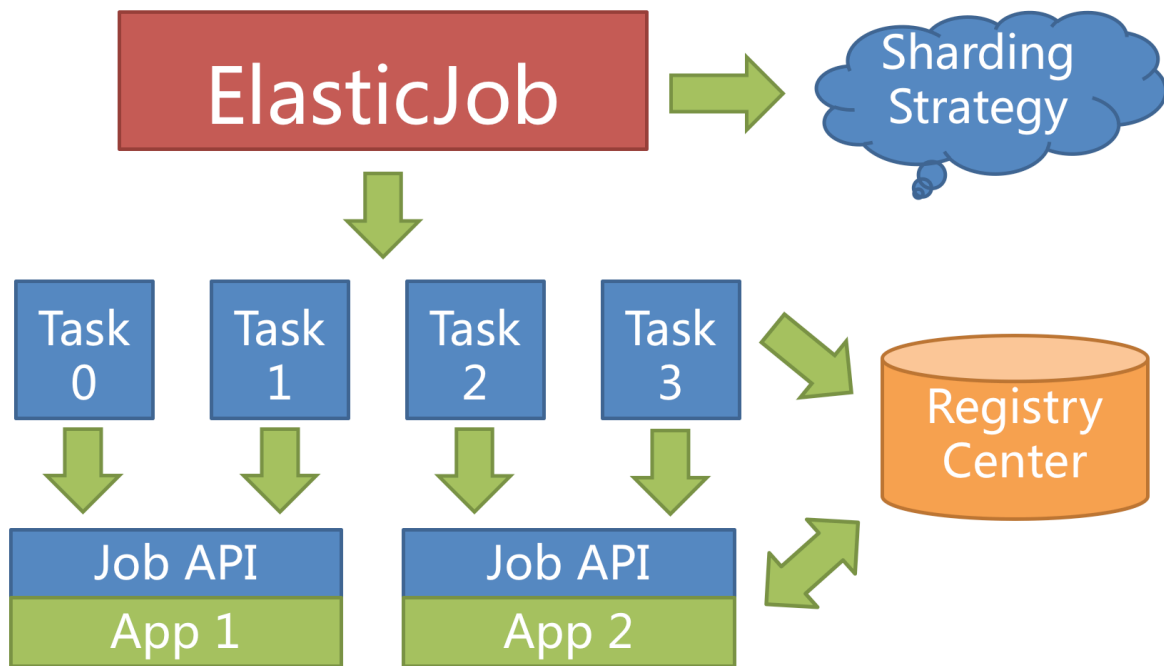 ElasticJob
Sharding
Strategy
Task
0
Task
1
Task
2
Task
3
Registry
Center
Job API
App 1
Job API
App 2